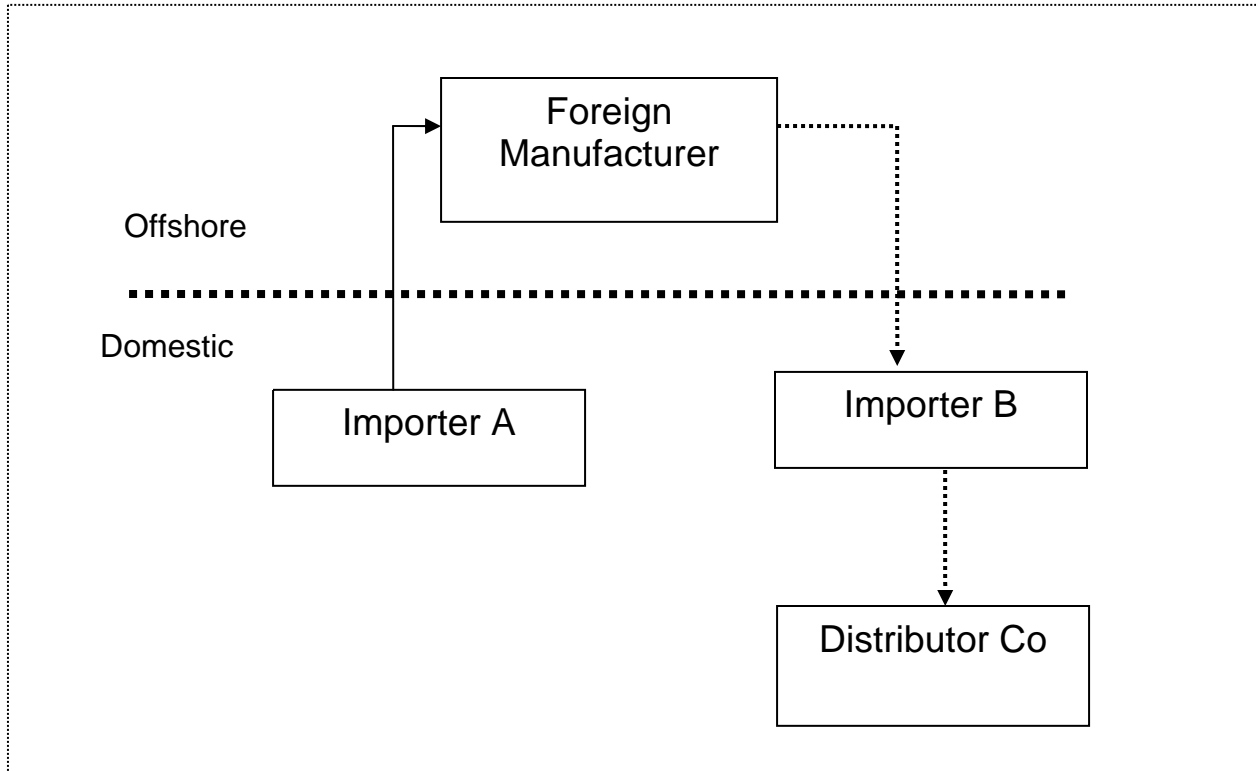 Foreign
Manufacturer
Offshore
Domestic
Importer A
Importer B
Distributor Co